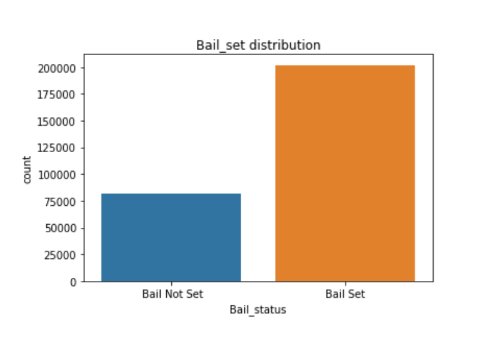 Bail_set distribution
200000
175000
150000
125000
100000
75000
50000
25000
0
count
Bail Not Set
Bail Set
Bail_status